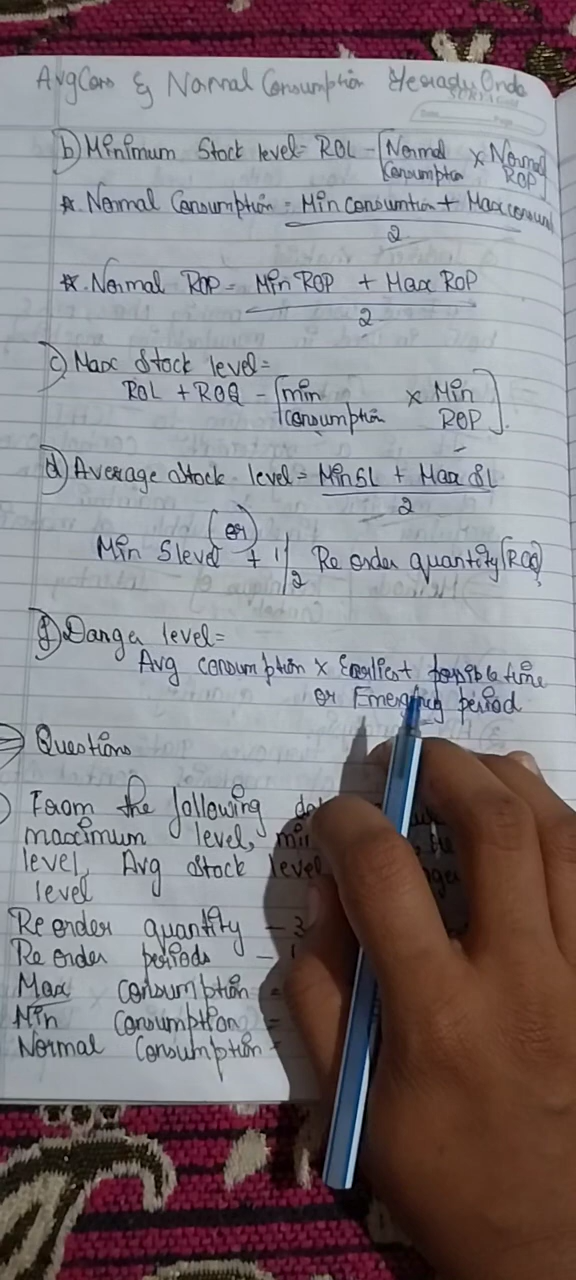 Avg Cons & Normal Consumption
b) Minimum Stock level = ROL - [Normal Consumption × Normal ROP]
* Normal Consumption = Min consumtion + Max consum
2
* Normal ROP = Min ROP + Max ROP
2
c) Max Stock level =
ROL + ROQ - [min consumption × Min ROP].
d) Average stock level = Min SL + Max SL
2
(or)
Min Slevel + 1/2 Re order quantity (ROQ)
f) Danger level =
Avg consumption × Earliest possible time
or Emergency period
Questions
From the following
maximum level,
level, Avg stock level
level
Re order quantity - 3
Re order periods -
Max consumption =
Min consumption =
Normal Consumption =